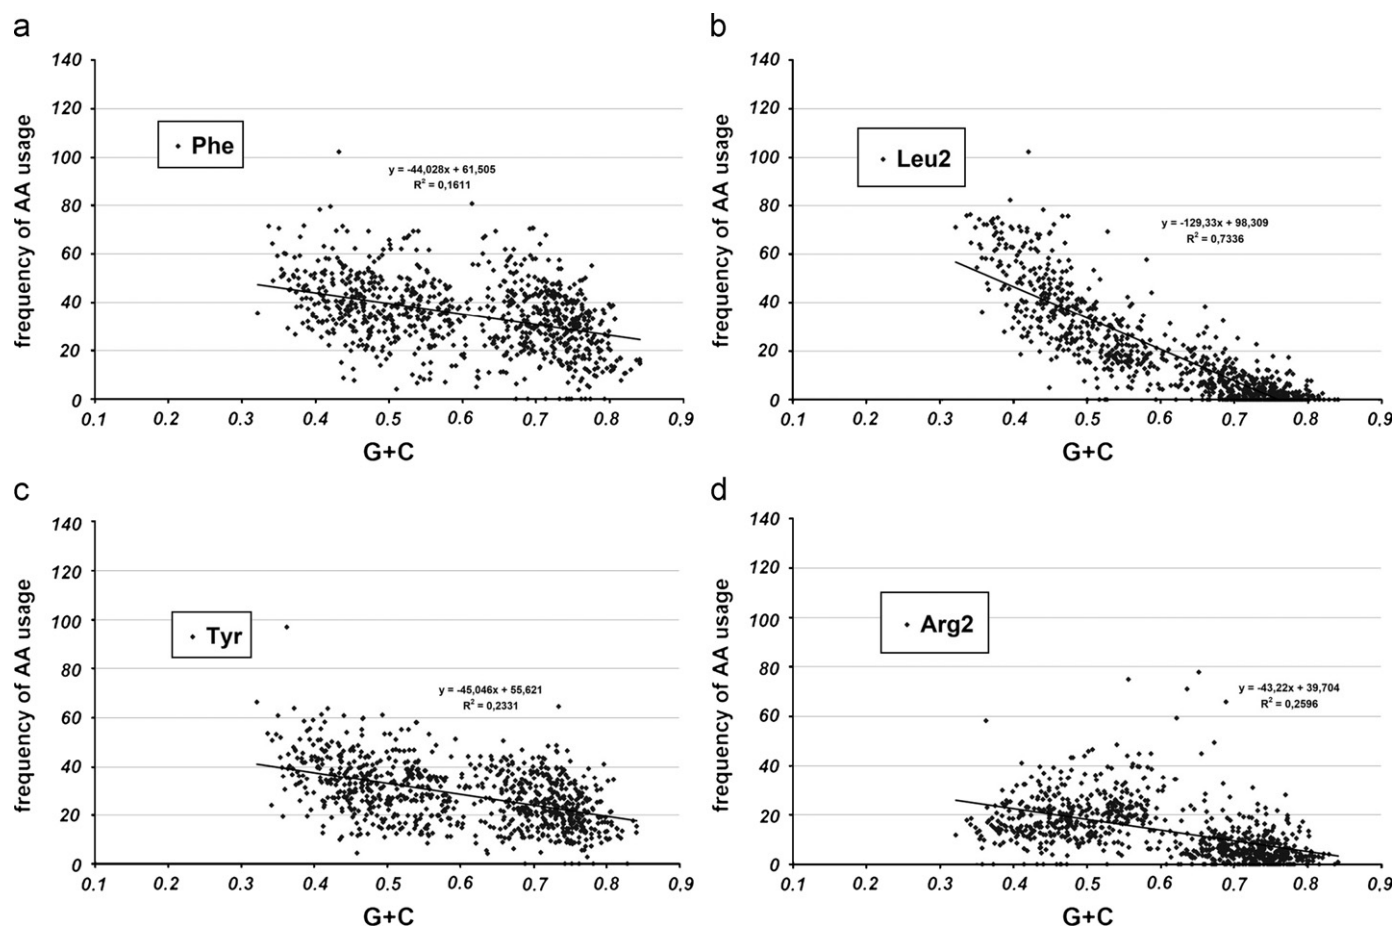 a
frequency of AA usage
140
120
100
80
60
40
20
0
Phe
y = -44,028x + 61,505
R² = 0,1611
0.1 0.2 0.3 0.4 0.5 0.6 0.7 0.8 0.9
G+C
b
frequency of AA usage
140
120
100
80
60
40
20
0
Leu2
y = -129,33x + 98,309
R² = 0,7336
0.1 0.2 0.3 0.4 0.5 0.6 0.7 0.8 0,9
G+C
c
frequency of AA usage
140
120
100
80
60
40
20
0
Tyr
y = -45,046x + 55,621
R² = 0,2331
0.1 0.2 0.3 0.4 0.5 0.6 0.7 0.8 0,9
G+C
d
frequency of AA usage
140
120
100
80
60
40
20
0
Arg2
y = -43,22x + 39,704
R² = 0,2596
0.1 0.2 0.3 0.4 0.5 0.6 0.7 0.8 0,9
G+C